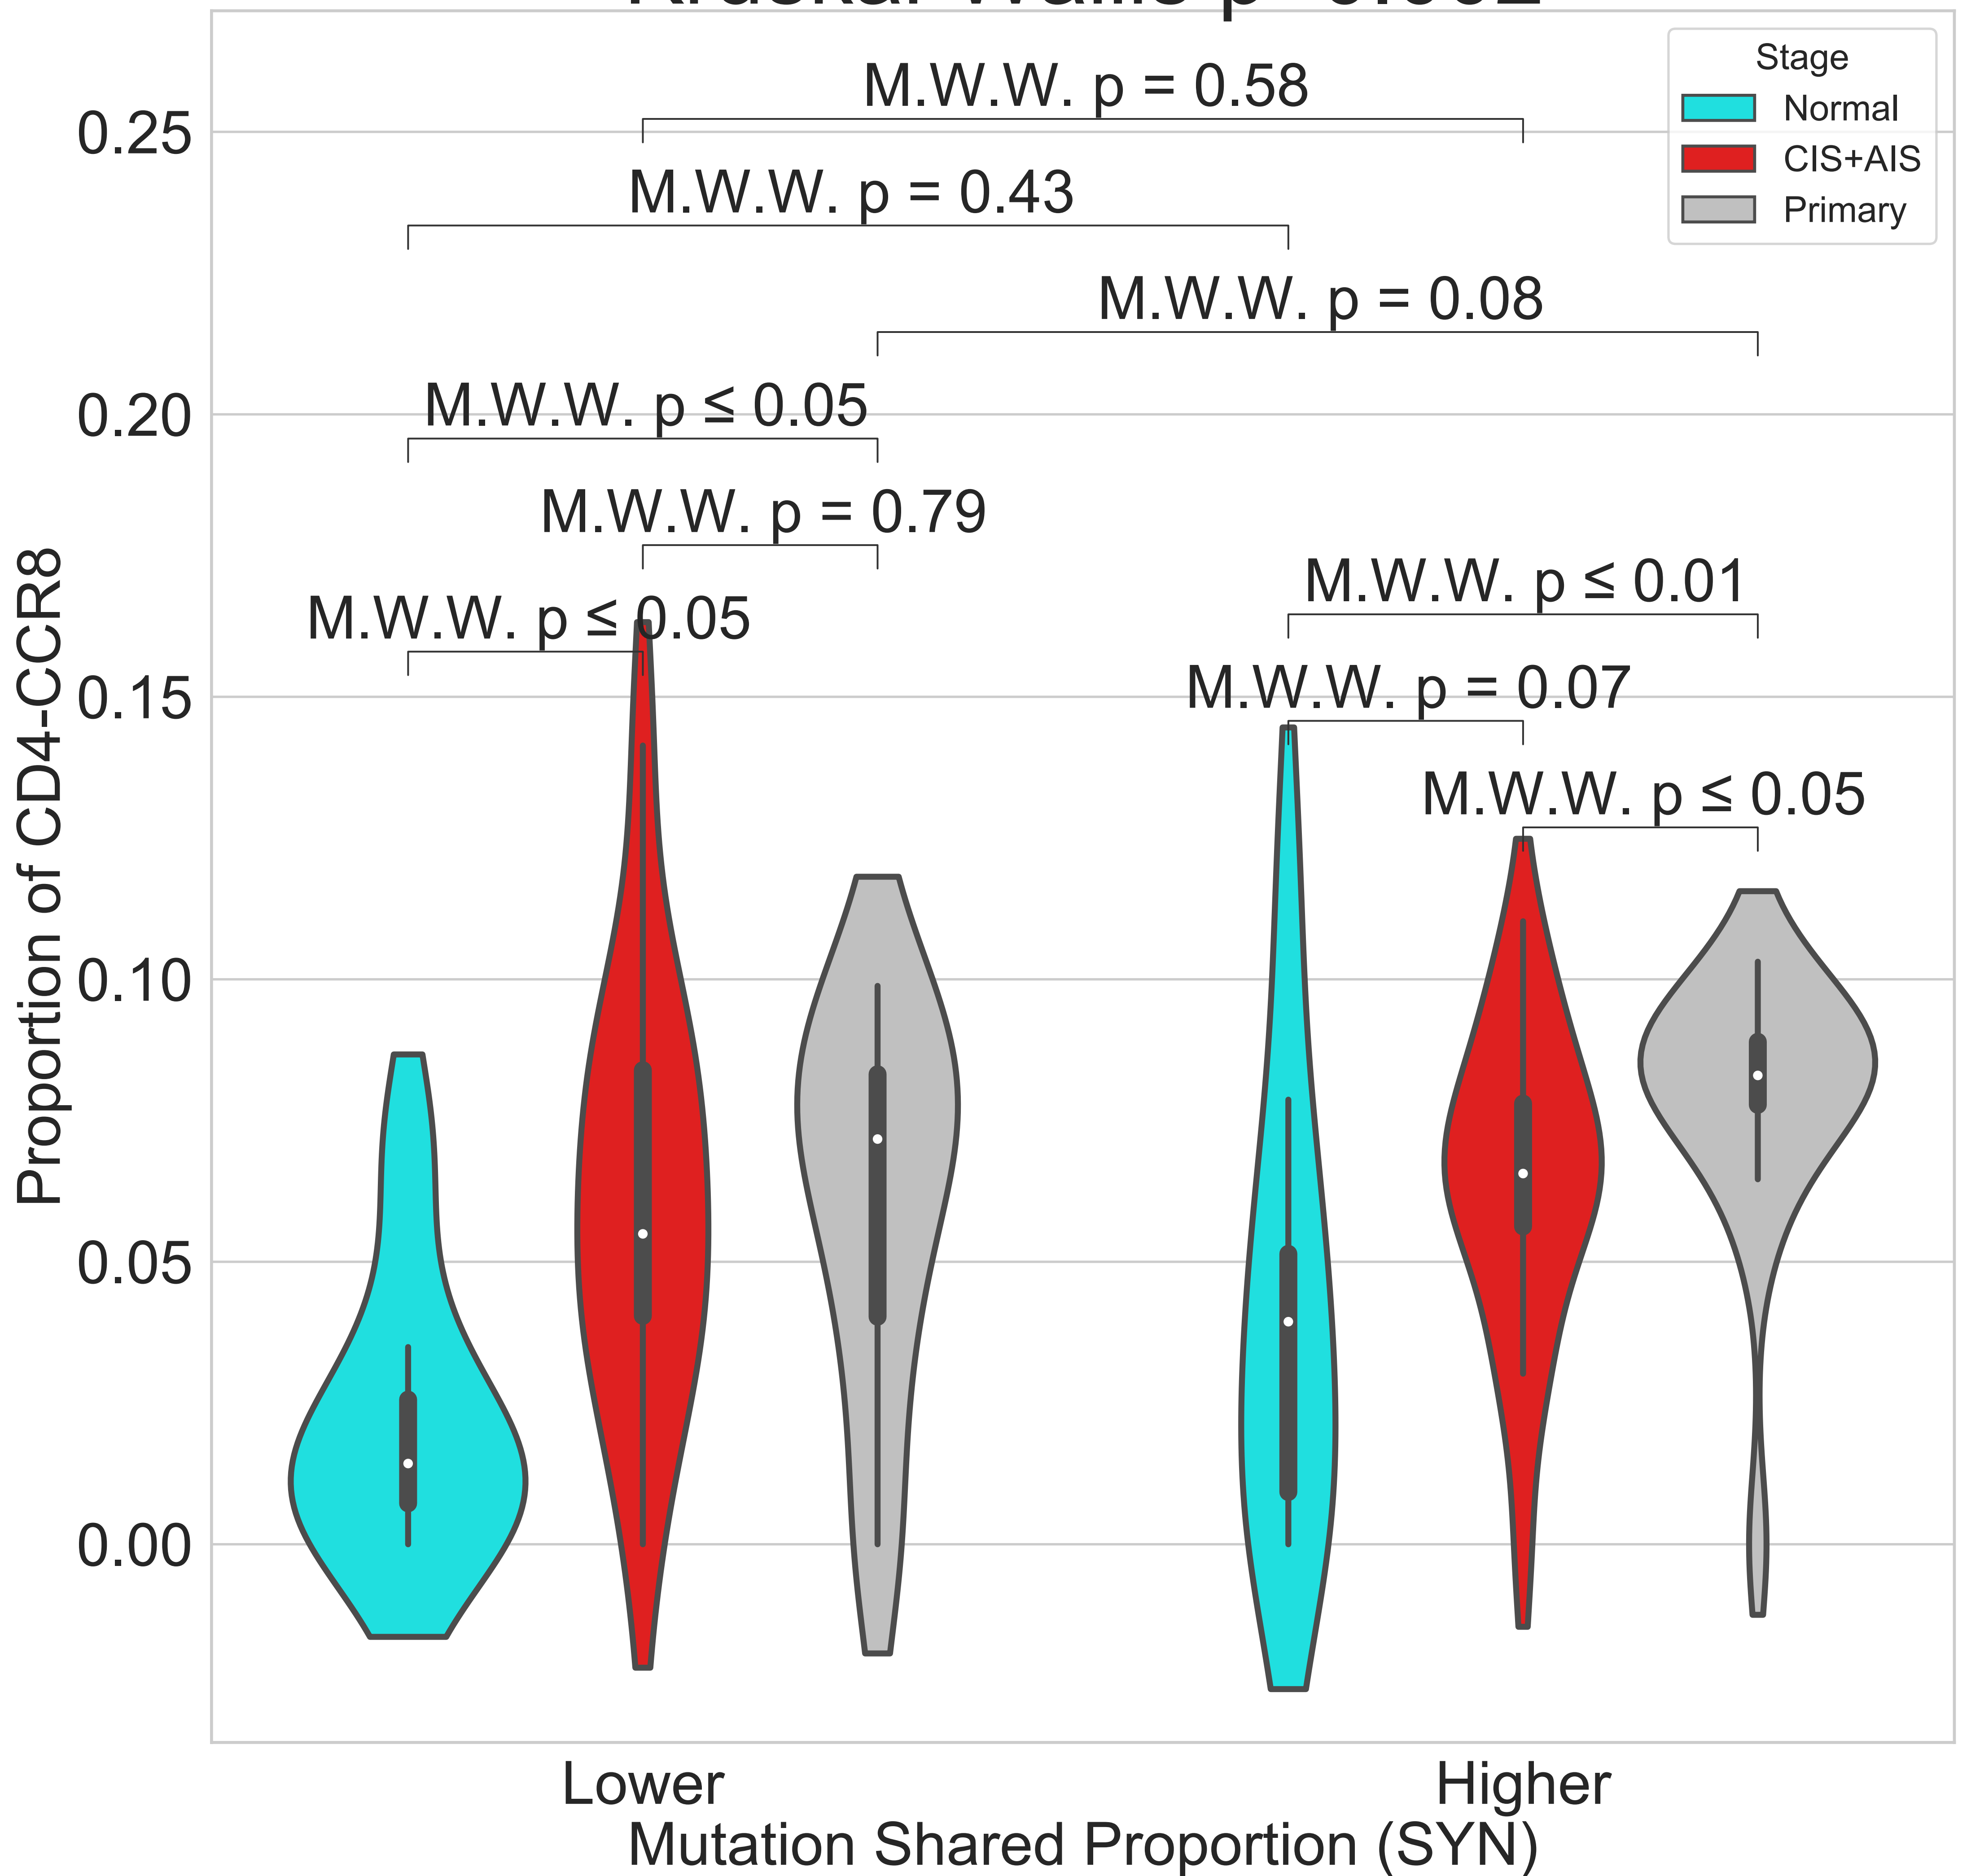 Stage
Normal
CIS+AIS
Primary
M.W.W. p = 0.58
M.W.W. p = 0.43
M.W.W. p = 0.08
M.W.W. p ≤ 0.05
M.W.W. p = 0.79
M.W.W. p ≤ 0.05
M.W.W. p ≤ 0.01
M.W.W. p = 0.07
M.W.W. p ≤ 0.05
Proportion of CD4-CCR8
0.25
0.20
0.15
0.10
0.05
0.00
Lower
Higher
Mutation Shared Proportion (SYN)